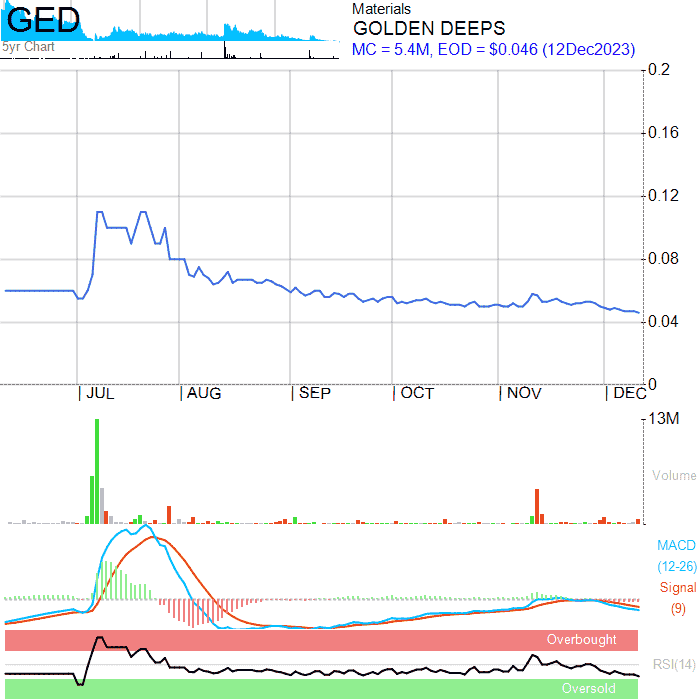 GED
5yr Chart
Materials
GOLDEN DEEPS
MC = 5.4M, EOD = $0.046 (12Dec2023)
0.2
0.16
0.12
0.08
0.04
0
| JUL | AUG | SEP | OCT | NOV | DEC
13M
Volume
MACD
(12-26)
Signal
(9)
Overbought
RSI(14)
Oversold